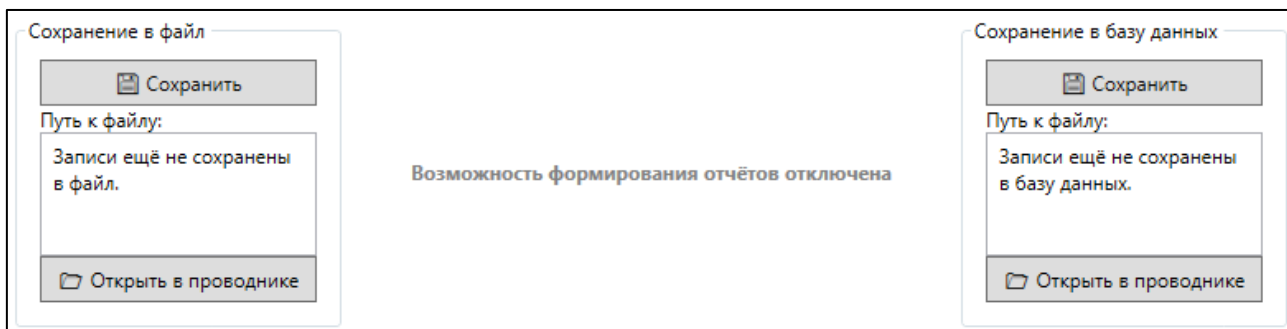 Сохранение в файл
Сохранить
Путь к файлу:
Записи ещё не сохранены
в файл.
Открыть в проводнике
Возможность формирования отчётов отключена
Сохранение в базу данных
Сохранить
Путь к файлу:
Записи ещё не сохранены
в базу данных.
Открыть в проводнике